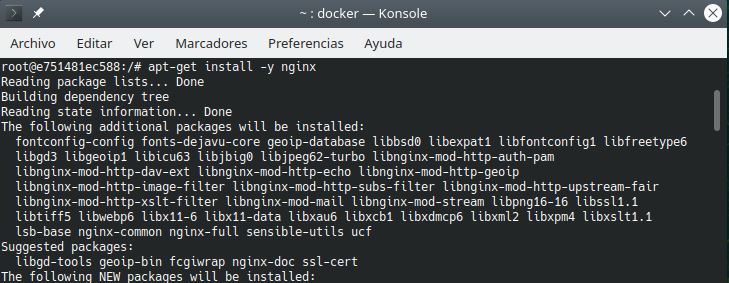 ~ : docker — Konsole
Archivo Editar Ver Marcadores Preferencias Ayuda
root@e751481ec588:/# apt-get install -y nginx
Reading package lists... Done
Building dependency tree
Reading state information... Done
The following additional packages will be installed:
  fontconfig-config fonts-dejavu-core geoip-database libbsd0 libexpat1 libfontconfig1 libfreetype6
  libgd3 libgeoip1 libicu63 libjbig0 libjpeg62-turbo libnginx-mod-http-auth-pam
  libnginx-mod-http-dav-ext libnginx-mod-http-echo libnginx-mod-http-geoip
  libnginx-mod-http-image-filter libnginx-mod-http-subs-filter libnginx-mod-http-upstream-fair
  libnginx-mod-http-xslt-filter libnginx-mod-mail libnginx-mod-stream libpng16-16 libssl1.1
  libtiff5 libwebp6 libx11-6 libx11-data libxau6 libxcb1 libxdmcp6 libxml2 libxpm4 libxslt1.1
  lsb-base nginx-common nginx-full sensible-utils ucf
Suggested packages:
  libgd-tools geoip-bin fcgiwrap nginx-doc ssl-cert
The following NEW packages will be installed: